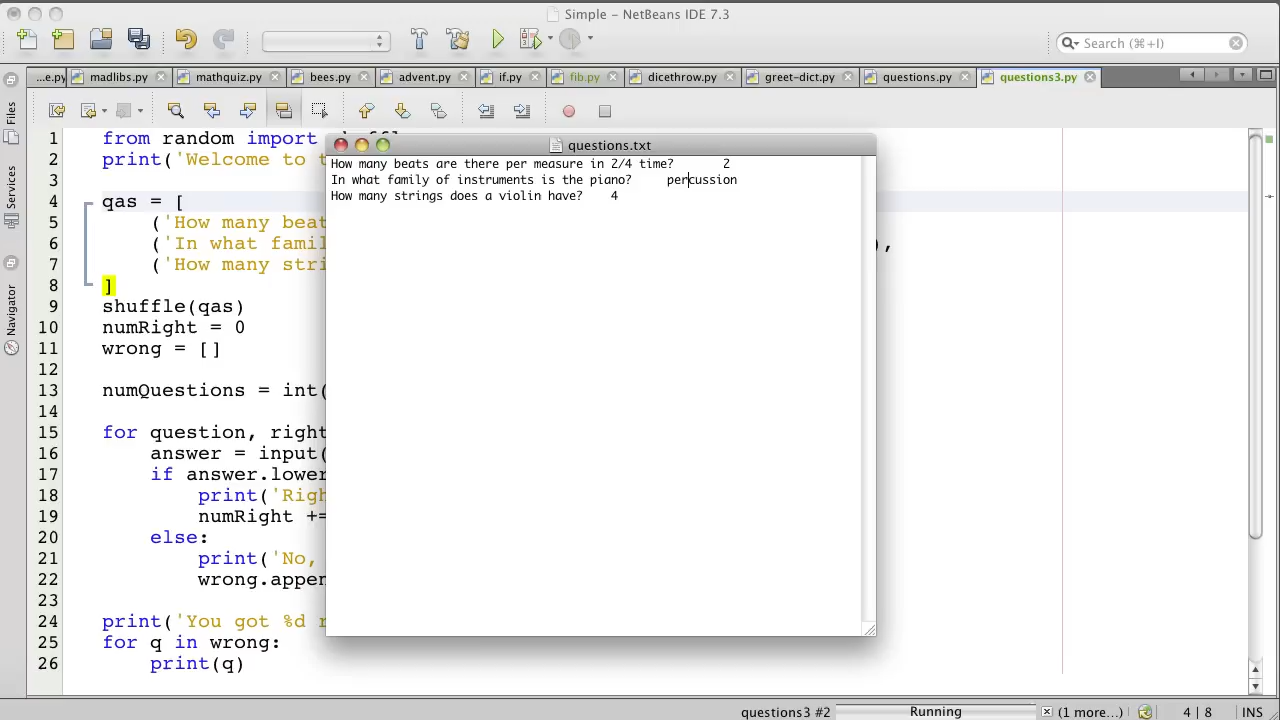 Simple - NetBeans IDE 7.3
Search (⌘+I)
...e.py madlibs.py mathquiz.py bees.py advent.py if.py fib.py dicethrow.py greet-dict.py questions.py questions3.py
Files
Services
Navigator
1 from random import
2 print('Welcome to
3
4 qas = [
5 ('How many bea
6 ('In what famil ),
7 ('How many stri
8 ]
9 shuffle(qas)
10 numRight = 0
11 wrong = []
12
13 numQuestions = int(
14
15 for question, right
16 answer = input(
17 if answer.lower
18 print('Righ
19 numRight +=
20 else:
21 print('No,
22 wrong.appen
23
24 print('You got %d r
25 for q in wrong:
26 print(q)
questions.txt
How many beats are there per measure in 2/4 time? 2
In what family of instruments is the piano? percussion
How many strings does a violin have? 4
questions3 #2 Running (1 more...) 4 | 8 INS